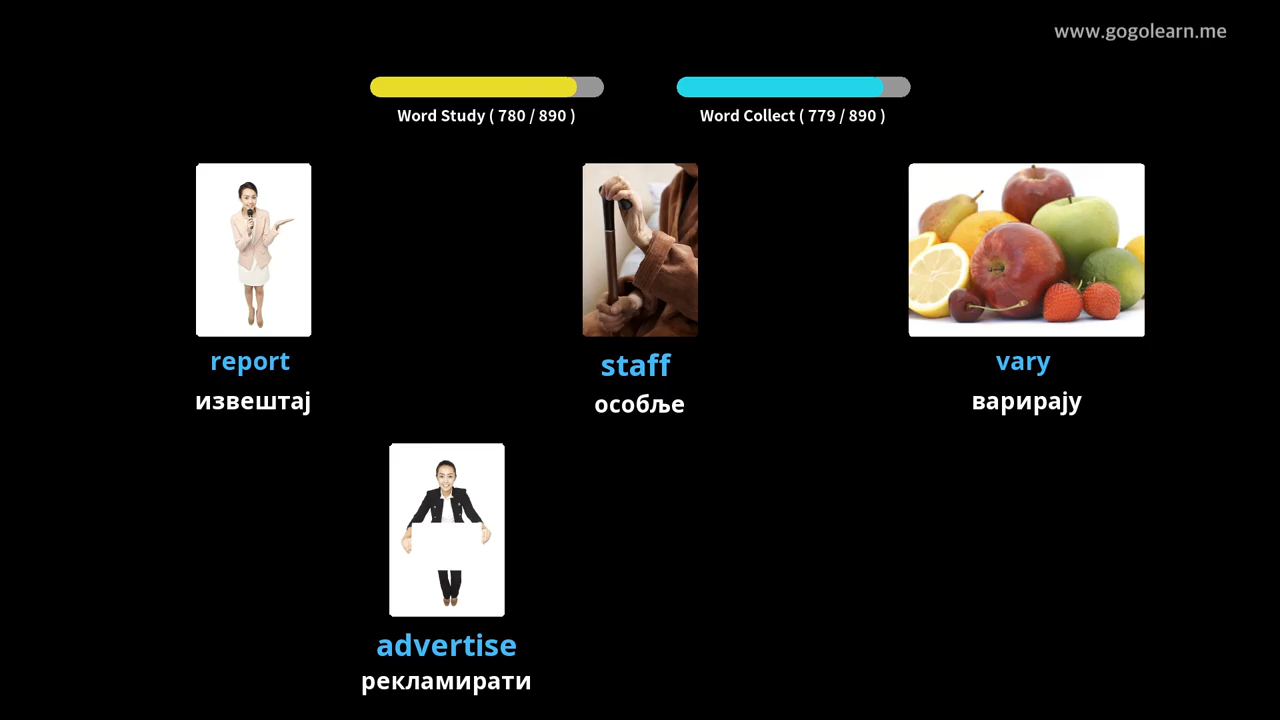 www.gogolearn.me
Word Study ( 780 / 890 )
Word Collect ( 779 / 890 )
report
извештај
staff
особље
vary
варирају
advertise
рекламирати